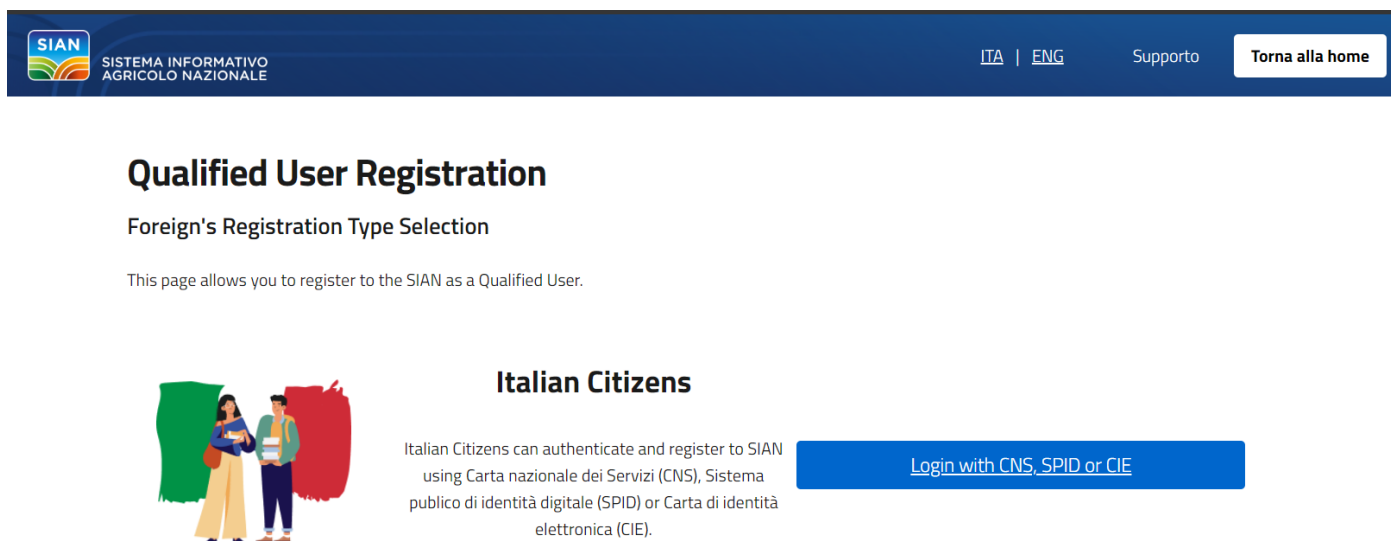 SIAN
SISTEMA INFORMATIVO
AGRICOLO NAZIONALE
ITA | ENG
Supporto
Torna alla home
Qualified User Registration
Foreign's Registration Type Selection
This page allows you to register to the SIAN as a Qualified User.
Italian Citizens
Italian Citizens can authenticate and register to SIAN
using Carta nazionale dei Servizi (CNS), Sistema
publico di identità digitale (SPID) or Carta di identità
elettronica (CIE).
Login with CNS, SPID or CIE